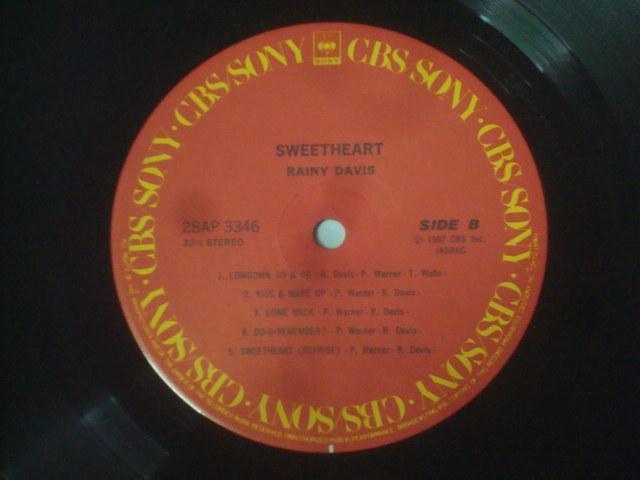 CBS/SONY · CBS SONY · CBS SONY · CBS/SONY · CBS/SONY · CBS SONY · CBS SONY ·
SONY
SWEETHEART
RAINY DAVIS
28AP 3346
33⅓ STEREO
SIDE B
Ⓟ 1987 CBS Inc.
JASRAC
1. LOWDOWN SO & SO - R. Davis - P. Warner - T. Wells -
2. KISS & MAKE UP - P. Warner - R. Davis -
3. COME BACK - P. Warner - R. Davis -
4. DO-U-REMEMBER? - P. Warner - R. Davis -
5. SWEETHEART (REPRISE) - P. Warner - R. Davis -